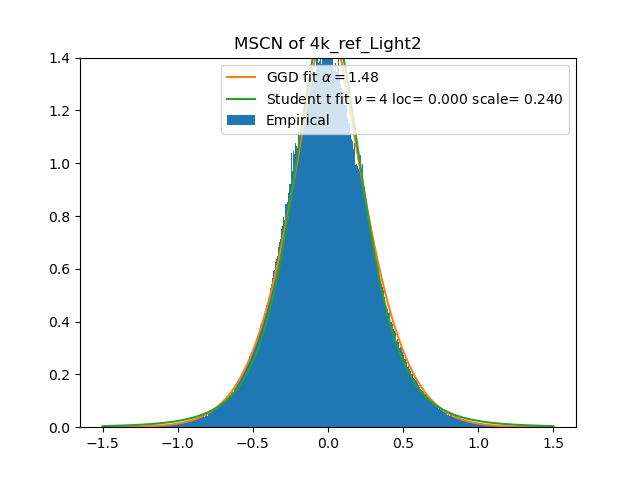 MSCN of 4k_ref_Light2
GGD fit α = 1.48
Student t fit ν = 4 loc= 0.000 scale= 0.240
Empirical
1.4
1.2
1.0
0.8
0.6
0.4
0.2
0.0
−1.5 −1.0 −0.5 0.0 0.5 1.0 1.5